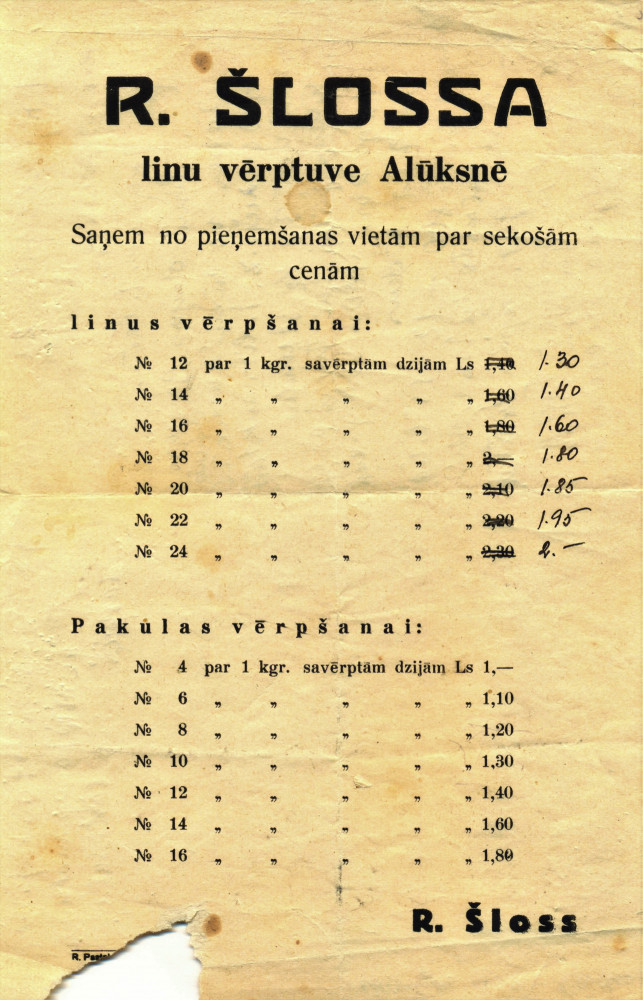 R. ŠLOSSA
linu vērptuve Alūksnē
Saņem no pieņemšanas vietām par sekošām
cenām
linus vērpšanai:
№ 12 par 1 kgr. savērptām dzijām Ls 1,40 1.30
№ 14 „ „ „ „ „ 1,60 1.40
№ 16 „ „ „ „ „ 1,80 1.60
№ 18 „ „ „ „ „ 2,— 1.80
№ 20 „ „ „ „ „ 2,10 1.85
№ 22 „ „ „ „ „ 2,20 1.95
№ 24 „ „ „ „ „ 2,30 2.—
Pakulas vērpšanai:
№ 4 par 1 kgr. savērptām dzijām Ls 1,—
№ 6 „ „ „ „ „ 1,10
№ 8 „ „ „ „ „ 1,20
№ 10 „ „ „ „ „ 1,30
№ 12 „ „ „ „ „ 1,40
№ 14 „ „ „ „ „ 1,60
№ 16 „ „ „ „ „ 1,80
R. Šloss
R.